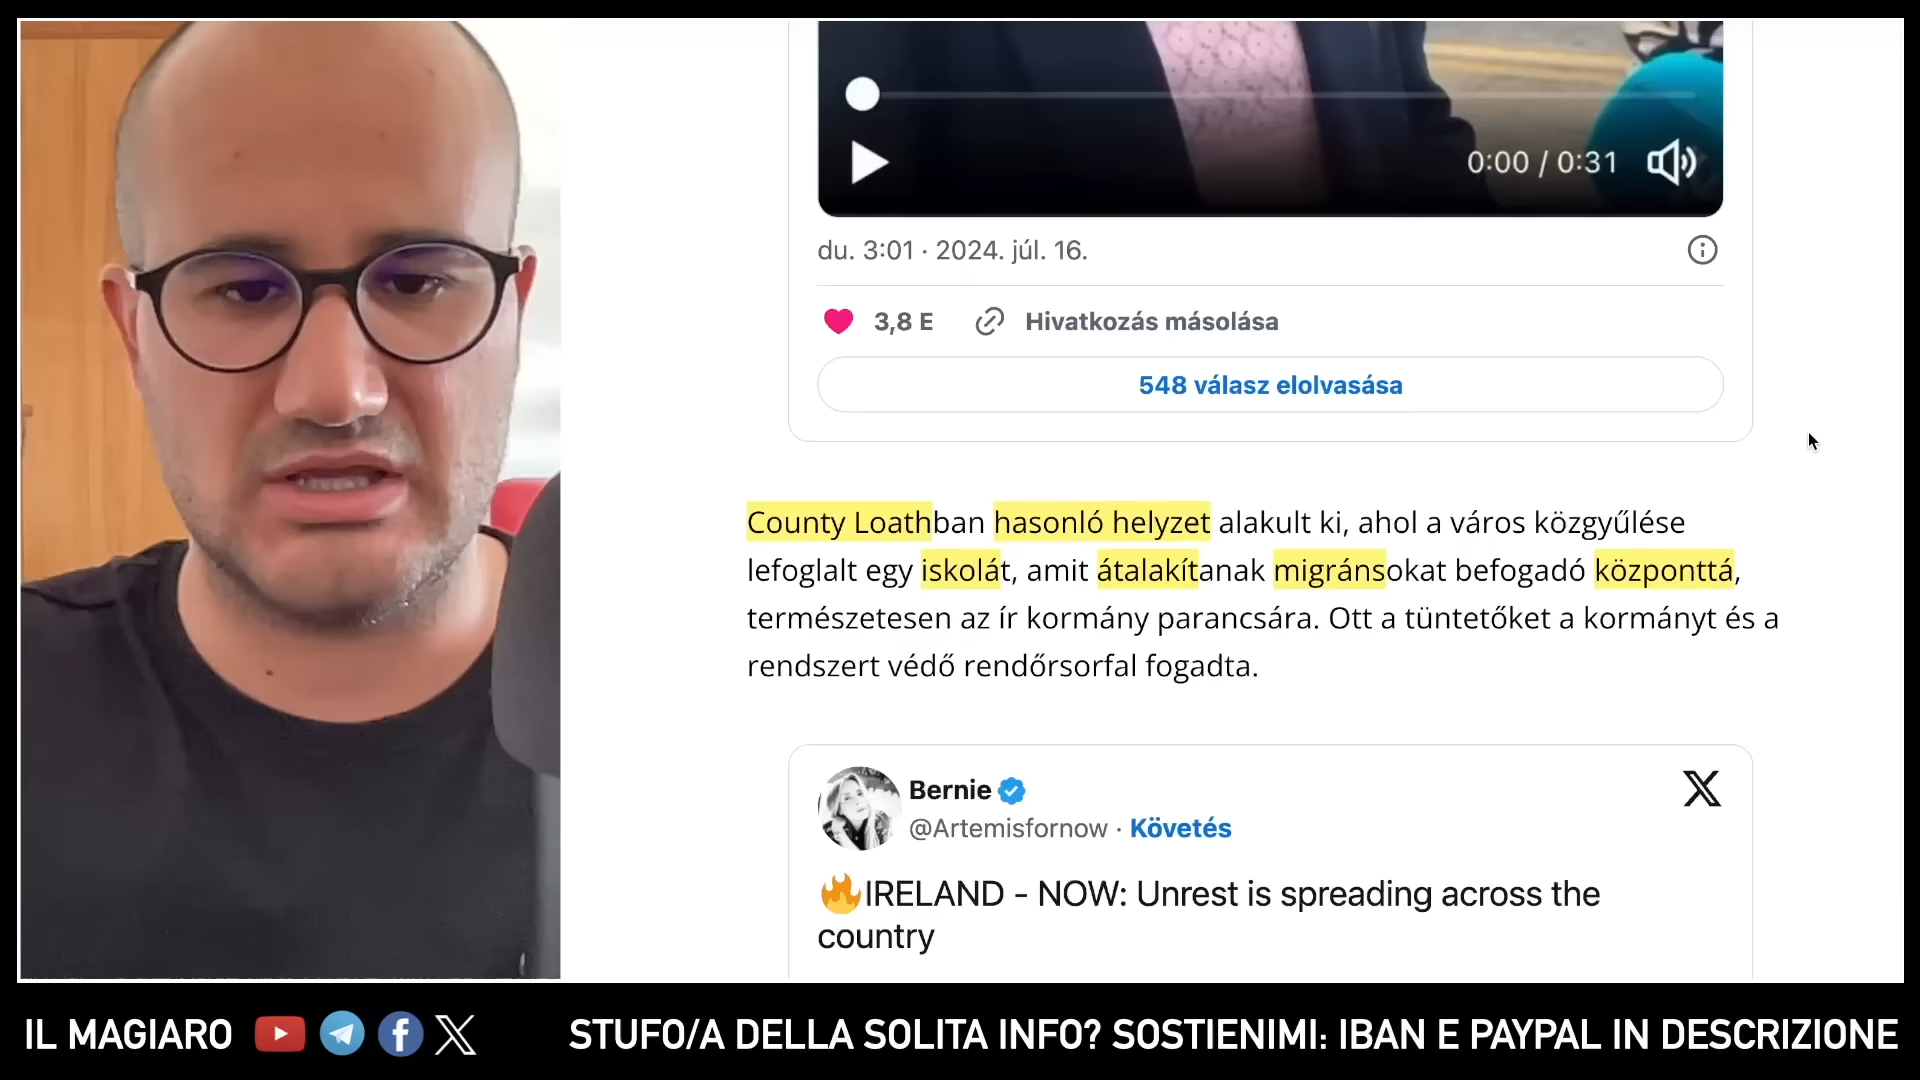 0:00 / 0:31
du. 3:01 · 2024. júl. 16.
3,8 E Hivatkozás másolása
548 válasz elolvasása
County Loathban hasonló helyzet alakult ki, ahol a város közgyűlése
lefoglalt egy iskolát, amit átalakítanak migránsokat befogadó központtá,
természetesen az ír kormány parancsára. Ott a tüntetőket a kormányt és a
rendszert védő rendőrsorfal fogadta.
Bernie
@Artemisfornow · Követés
🔥IRELAND - NOW: Unrest is spreading across the
country
IL MAGIARO
STUFO/A DELLA SOLITA INFO? SOSTIENIMI: IBAN E PAYPAL IN DESCRIZIONE